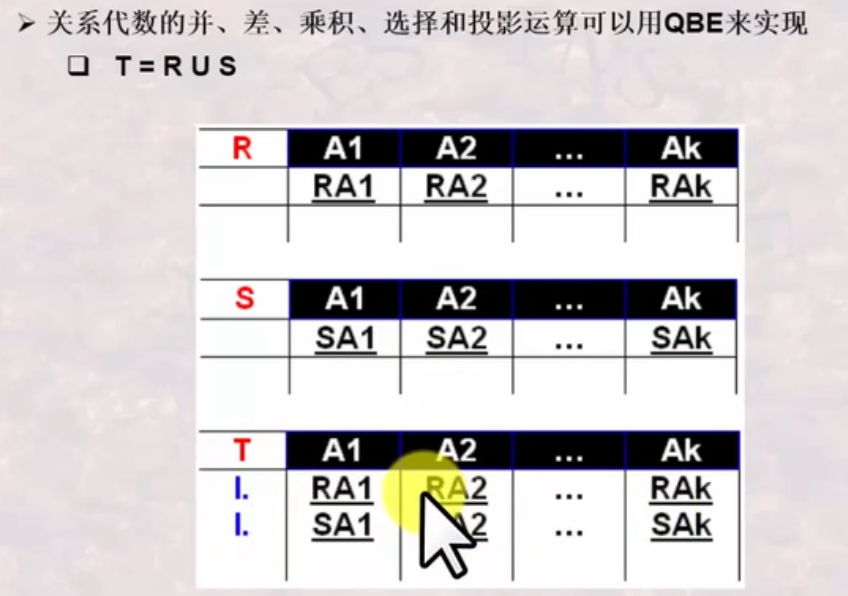 ➢ 关系代数的并、差、乘积、选择和投影运算可以用QBE来实现
❑ T = R U S
R A1 A2 ... Ak
RA1 RA2 ... RAk
S A1 A2 ... Ak
SA1 SA2 ... SAk
T A1 A2 ... Ak
I. RA1 RA2 ... RAk
I. SA1 A2 ... SAk